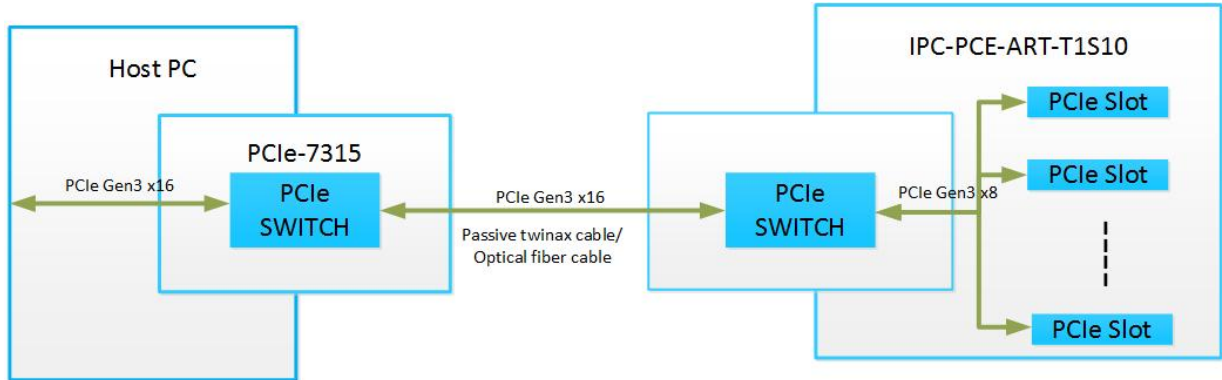 Host PC
PCIe-7315
PCIe Gen3 x16
PCIe
SWITCH
PCIe Gen3 x16
Passive twinax cable/
Optical fiber cable
PCIe
SWITCH
PCIe Gen3 x8
IPC-PCE-ART-T1S10
PCIe Slot
PCIe Slot
PCIe Slot